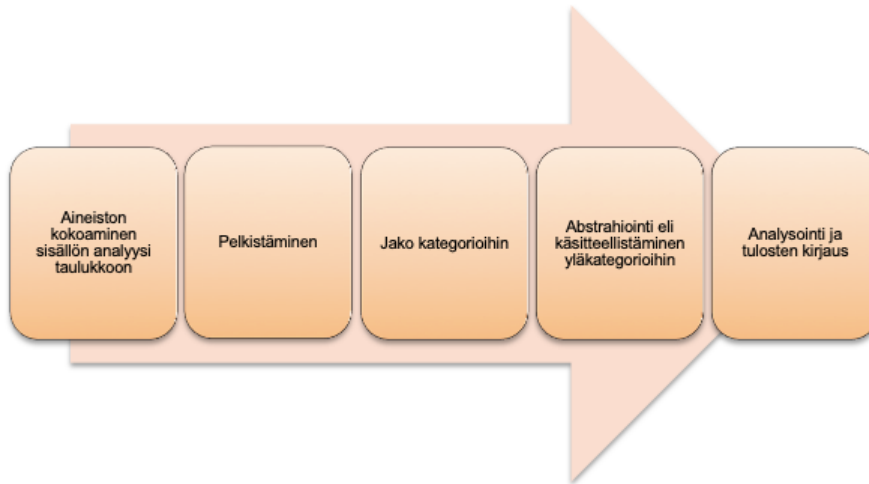 Aineiston
kokoaminen
sisällön analyysi
taulukkoon
Pelkistäminen
Jako kategorioihin
Abstrahiointi eli
käsitteellistäminen
yläkategorioihin
Analysointi ja
tulosten kirjaus